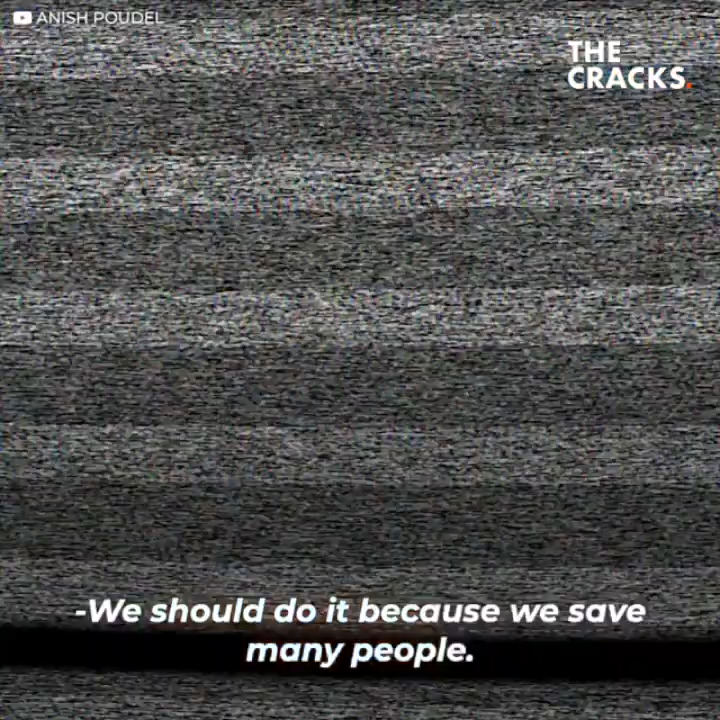 ANISH POUDEL
THE
CRACKS.
-We should do it because we save
many people.